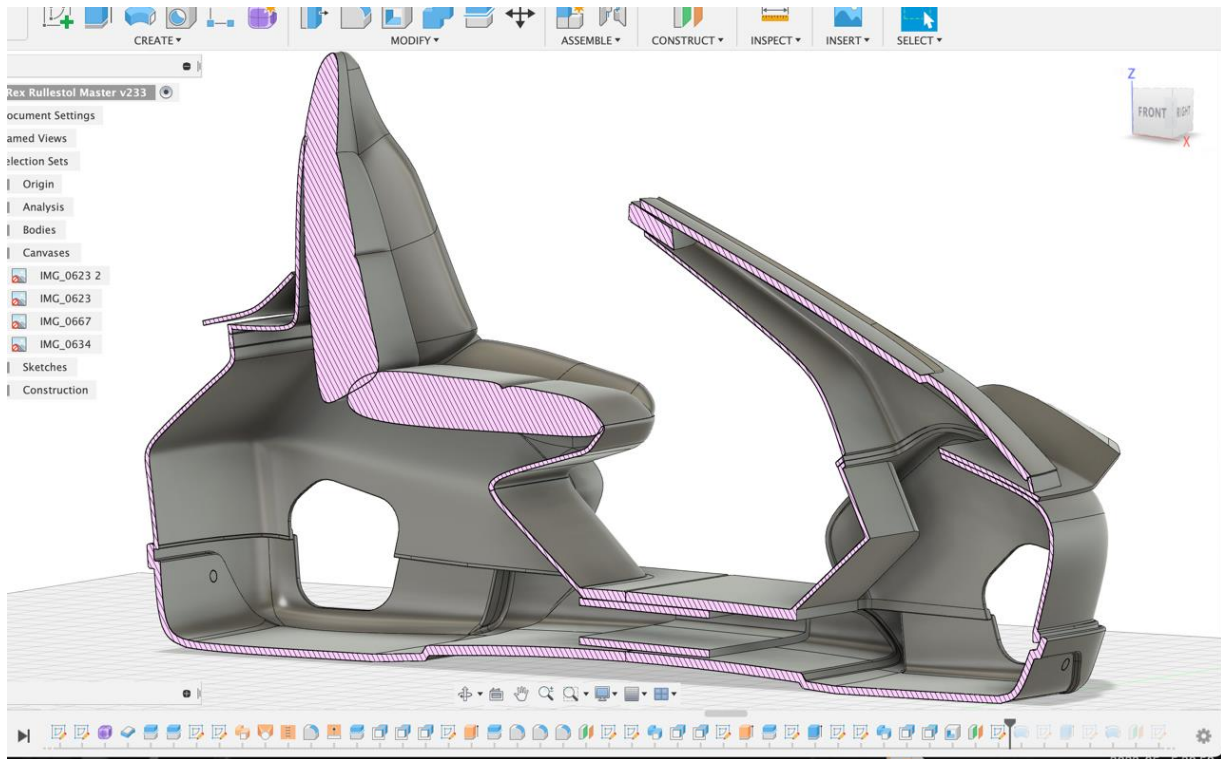 CREATE ▾ MODIFY ▾ ASSEMBLE ▾ CONSTRUCT ▾ INSPECT ▾ INSERT ▾ SELECT ▾
Rex Rullestol Master v233
ocument Settings
amed Views
election Sets
Origin
Analysis
Bodies
Canvases
IMG_0623 2
IMG_0623
IMG_0667
IMG_0634
Sketches
Construction
Z
FRONT RIGHT
X